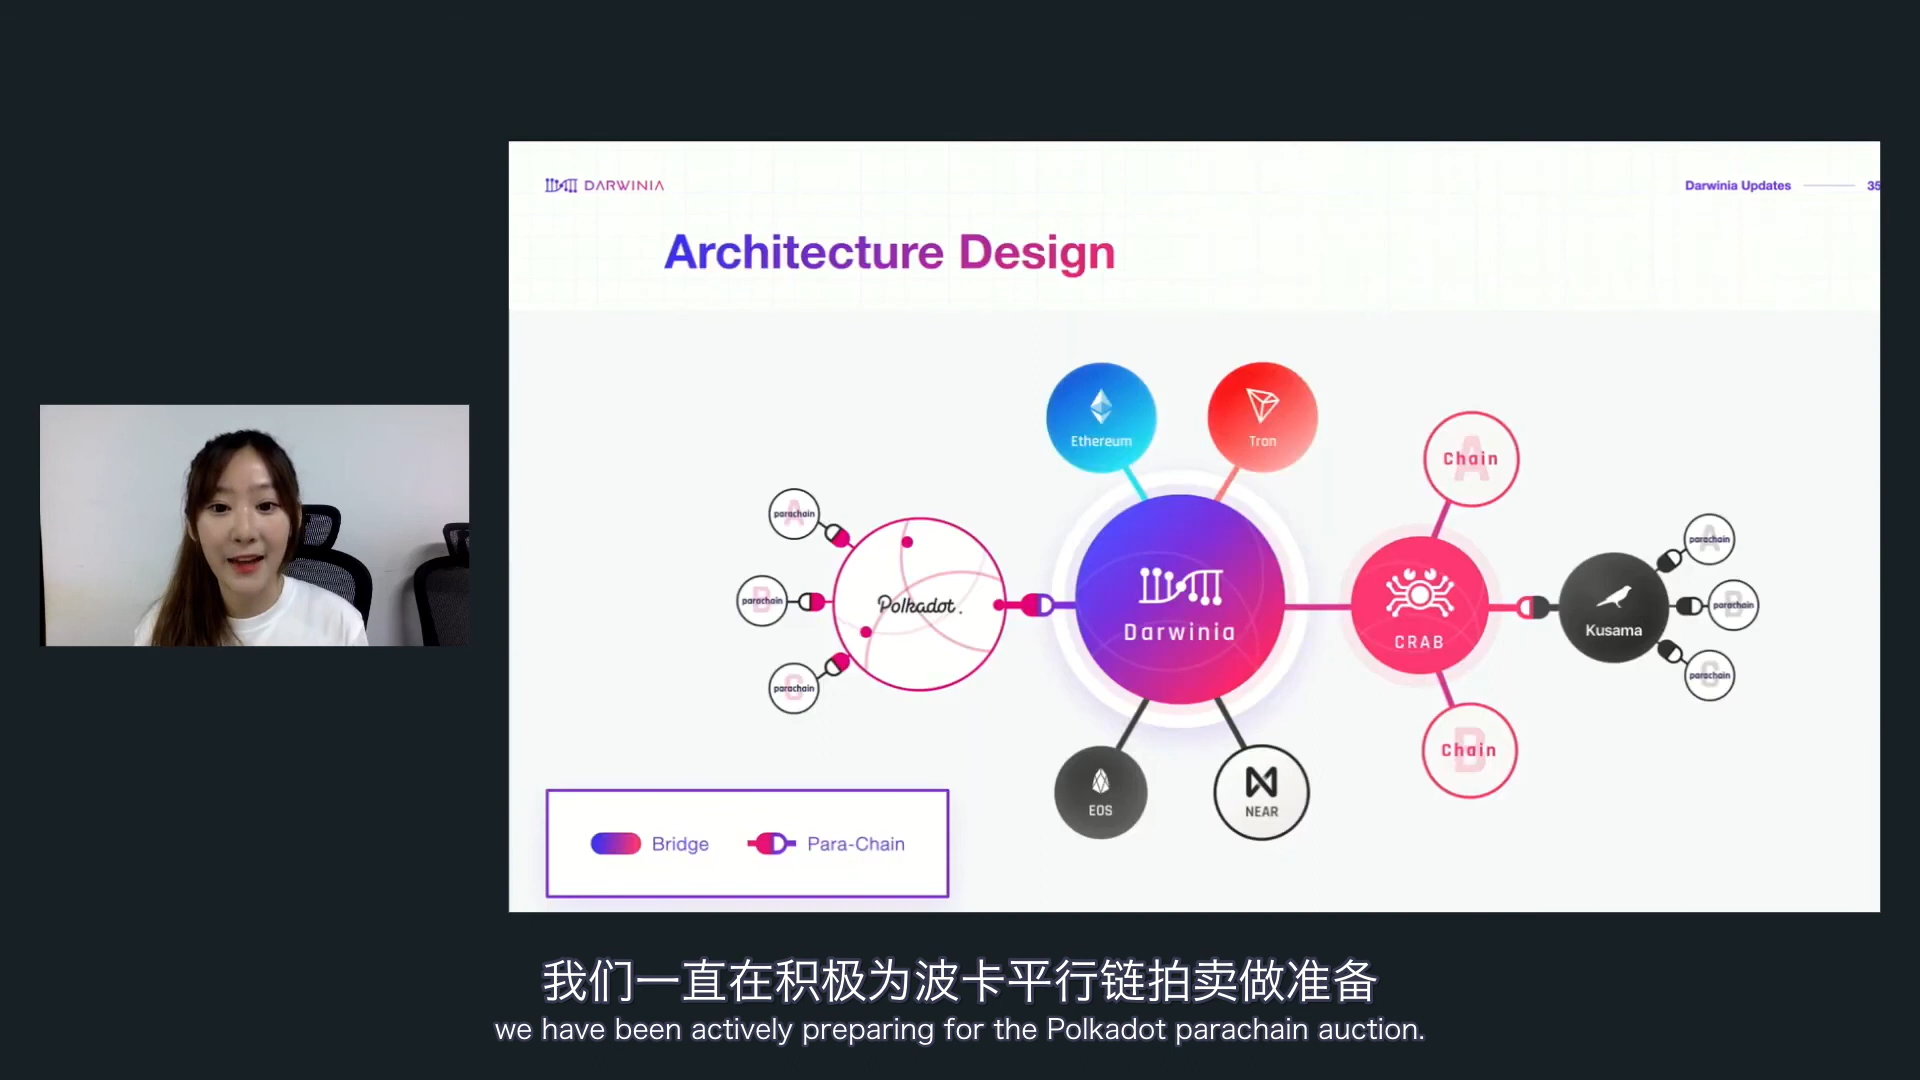 DARWINIA
Darwinia Updates
35
Architecture Design
Ethereum
Tron
A
Chain
A
parachain
B
parachain
C
parachain
Polkadot.
Darwinia
CRAB
Kusama
A
parachain
B
parachain
C
parachain
EOS
NEAR
B
Chain
Bridge
Para-Chain
我们一直在积极为波卡平行链拍卖做准备
we have been actively preparing for the Polkadot parachain auction.